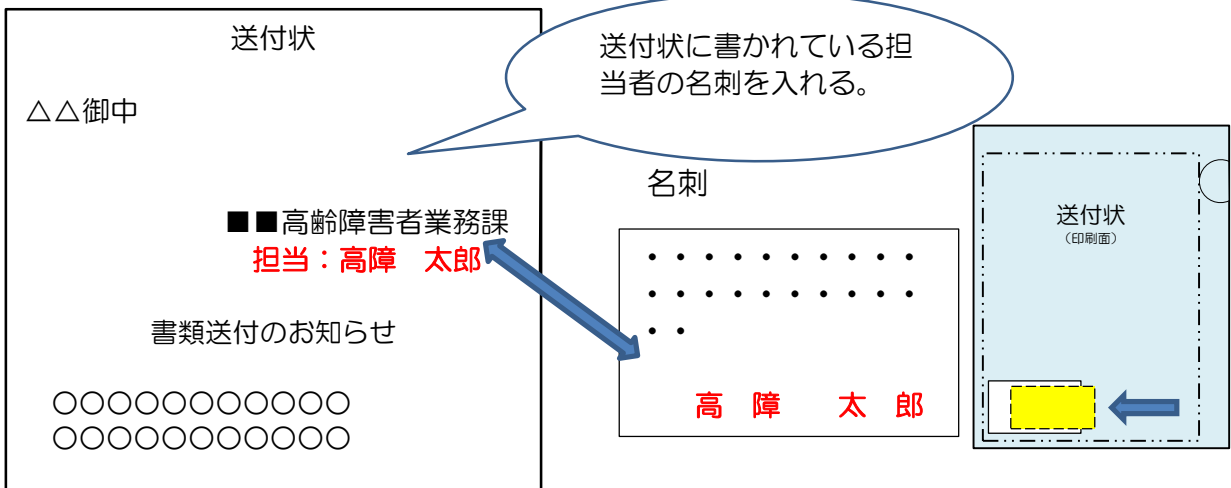 送付状
△△御中
■■高齢障害者業務課
担当：高障　太郎
書類送付のお知らせ
○○○○○○○○○○○
○○○○○○○○○○○
送付状に書かれている担
当者の名刺を入れる。
名刺
・・・・・・・・・・
・・・・・・・・・・
・・
高　障　　太　郎
送付状
（印刷面）